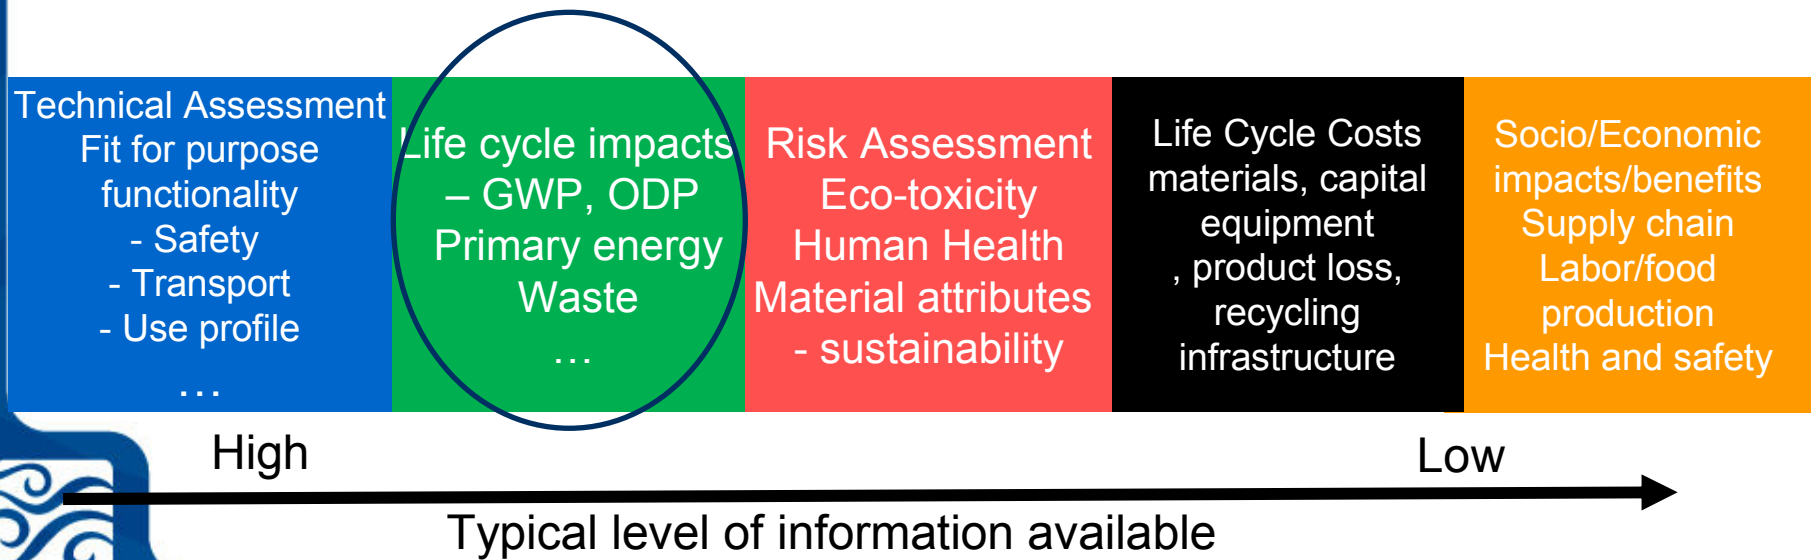 Technical Assessment
Fit for purpose
functionality
- Safety
- Transport
- Use profile
…
Life cycle impacts
– GWP, ODP
Primary energy
Waste
…
Risk Assessment
Eco-toxicity
Human Health
Material attributes
- sustainability
Life Cycle Costs
materials, capital
equipment
, product loss,
recycling
infrastructure
Socio/Economic
impacts/benefits
Supply chain
Labor/food
production
Health and safety
High
Low
Typical level of information available